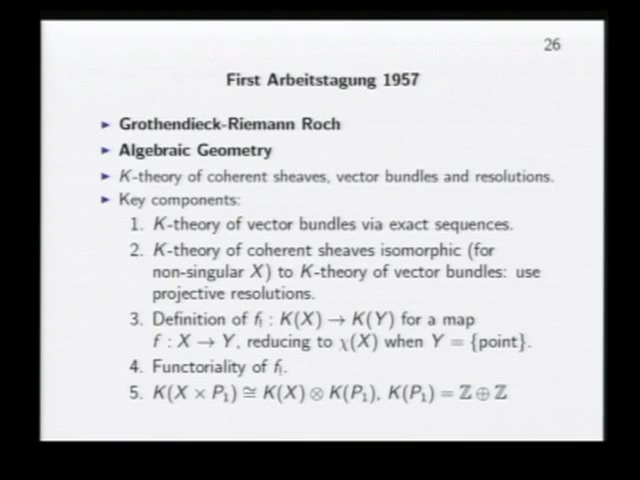 26
First Arbeitstagung 1957
► Grothendieck-Riemann Roch
► Algebraic Geometry
► K-theory of coherent sheaves, vector bundles and resolutions.
► Key components:
1. K-theory of vector bundles via exact sequences.
2. K-theory of coherent sheaves isomorphic (for
non-singular X) to K-theory of vector bundles: use
projective resolutions.
3. Definition of f! : K(X) → K(Y) for a map
f : X → Y, reducing to χ(X) when Y = {point}.
4. Functoriality of f!.
5. K(X × P₁) ≅ K(X) ⊗ K(P₁), K(P₁) = ℤ ⊕ ℤ